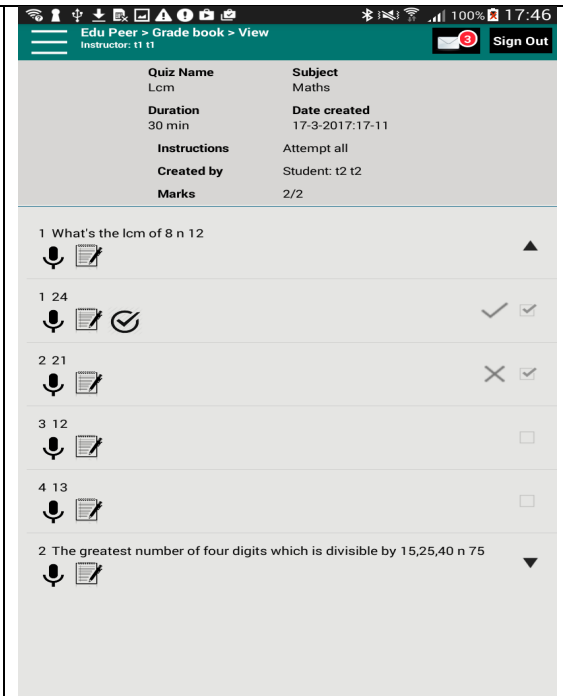 100% 17:46
Edu Peer > Grade book > View
Instructor: t1 t1
3
Sign Out
Quiz Name Subject
Lcm Maths
Duration Date created
30 min 17-3-2017:17-11
Instructions Attempt all
Created by Student: t2 t2
Marks 2/2
1 What's the lcm of 8 n 12
1 24
2 21
3 12
4 13
2 The greatest number of four digits which is divisible by 15,25,40 n 75